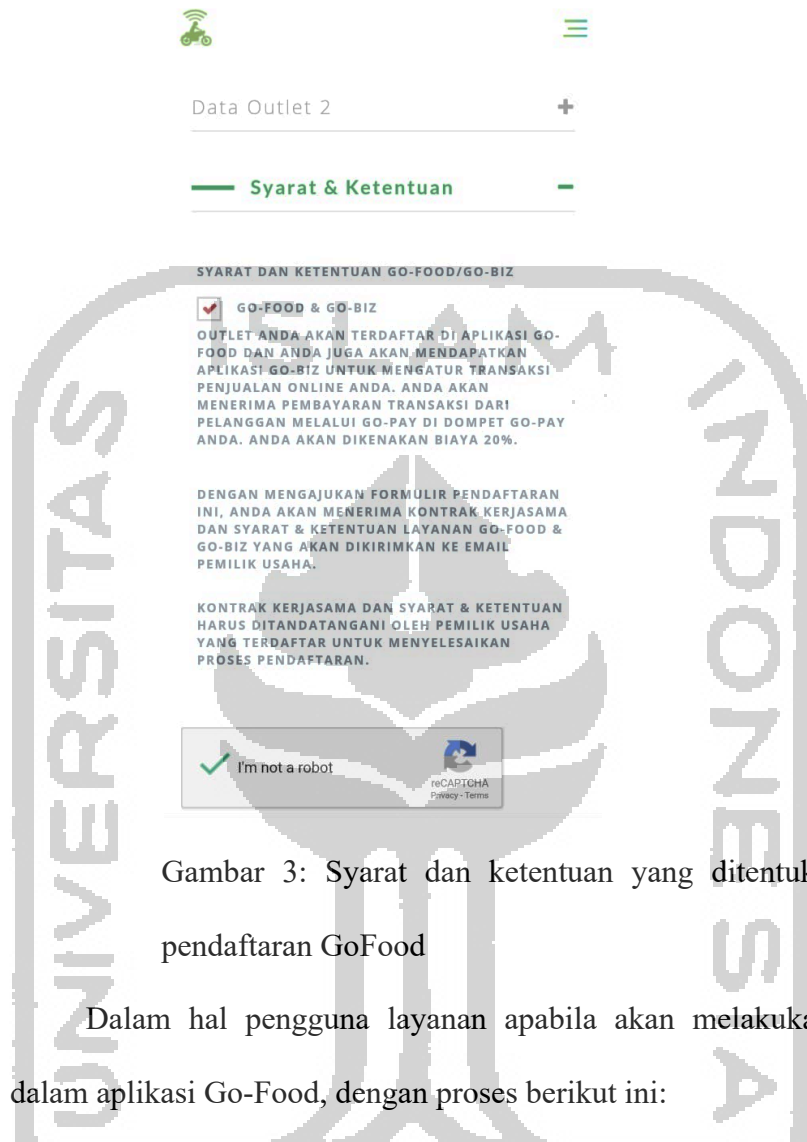 Data Outlet 2
Syarat & Ketentuan
SYARAT DAN KETENTUAN GO-FOOD/GO-BIZ
GO-FOOD & GO-BIZ
OUTLET ANDA AKAN TERDAFTAR DI APLIKASI GO-
FOOD DAN ANDA JUGA AKAN MENDAPATKAN
APLIKASI GO-BIZ UNTUK MENGATUR TRANSAKSI
PENJUALAN ONLINE ANDA. ANDA AKAN
MENERIMA PEMBAYARAN TRANSAKSI DARI
PELANGGAN MELALUI GO-PAY DI DOMPET GO-PAY
ANDA. ANDA AKAN DIKENAKAN BIAYA 20%.
DENGAN MENGAJUKAN FORMULIR PENDAFTARAN
INI, ANDA AKAN MENERIMA KONTRAK KERJASAMA
DAN SYARAT & KETENTUAN LAYANAN GO-FOOD &
GO-BIZ YANG AKAN DIKIRIMKAN KE EMAIL
PEMILIK USAHA.
KONTRAK KERJASAMA DAN SYARAT & KETENTUAN
HARUS DITANDATANGANI OLEH PEMILIK USAHA
YANG TERDAFTAR UNTUK MENYELESAIKAN
PROSES PENDAFTARAN.
I'm not a robot
reCAPTCHA
Privacy - Terms
Gambar 3: Syarat dan ketentuan yang ditentuk
pendaftaran GoFood
Dalam hal pengguna layanan apabila akan melakuka
dalam aplikasi Go-Food, dengan proses berikut ini:
UNIVERSITAS
ISLAM
INDONESIA